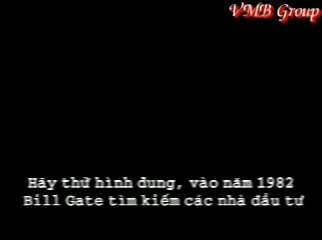 VMB Group
Hãy thử hình dung, vào năm 1982
Bill Gate tìm kiếm các nhà đầu tư